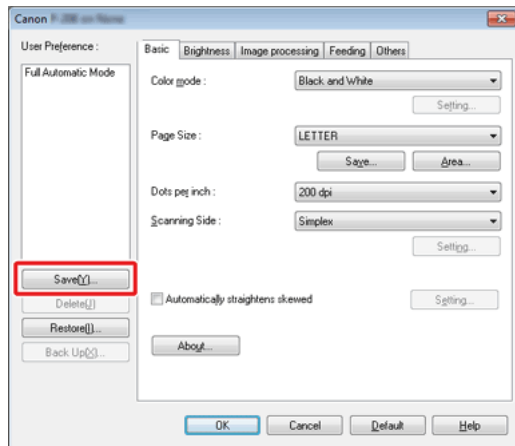 Canon
User Preference :
Full Automatic Mode
Save(Y)...
Delete(J)
Restore(I)...
Back Up(X)...
Basic Brightness Image processing Feeding Others
Color mode : Black and White
Setting...
Page Size : LETTER
Save... Area...
Dots per inch : 200 dpi
Scanning Side : Simplex
Setting...
Automatically straightens skewed Setting...
About...
OK Cancel Default Help